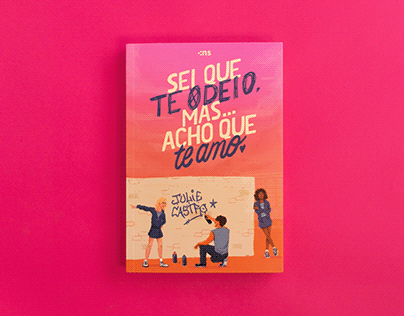 ns
SEI QUE
TE ODEIO,
MAS...
ACHO QUE
te amo.
JULIE
CASTRO